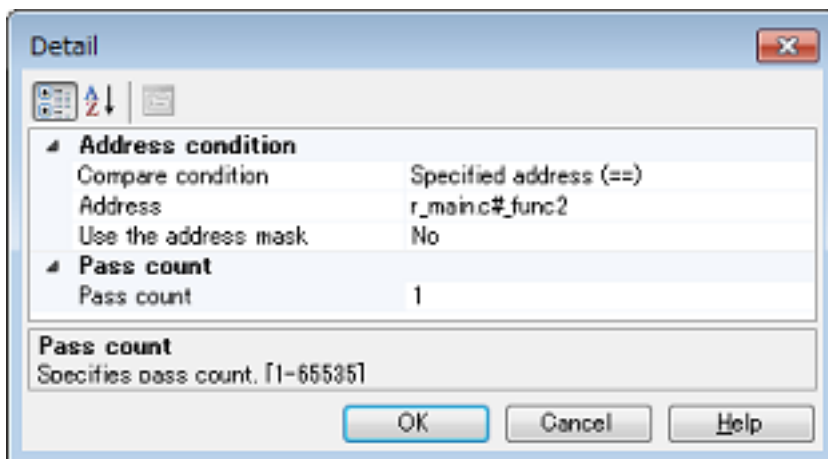 Detail
Address condition
Compare condition Specified address (==)
Address r_main.c#_func2
Use the address mask No
Pass count
Pass count 1
Pass count
Specifies pass count. [1-65535]
OK Cancel Help